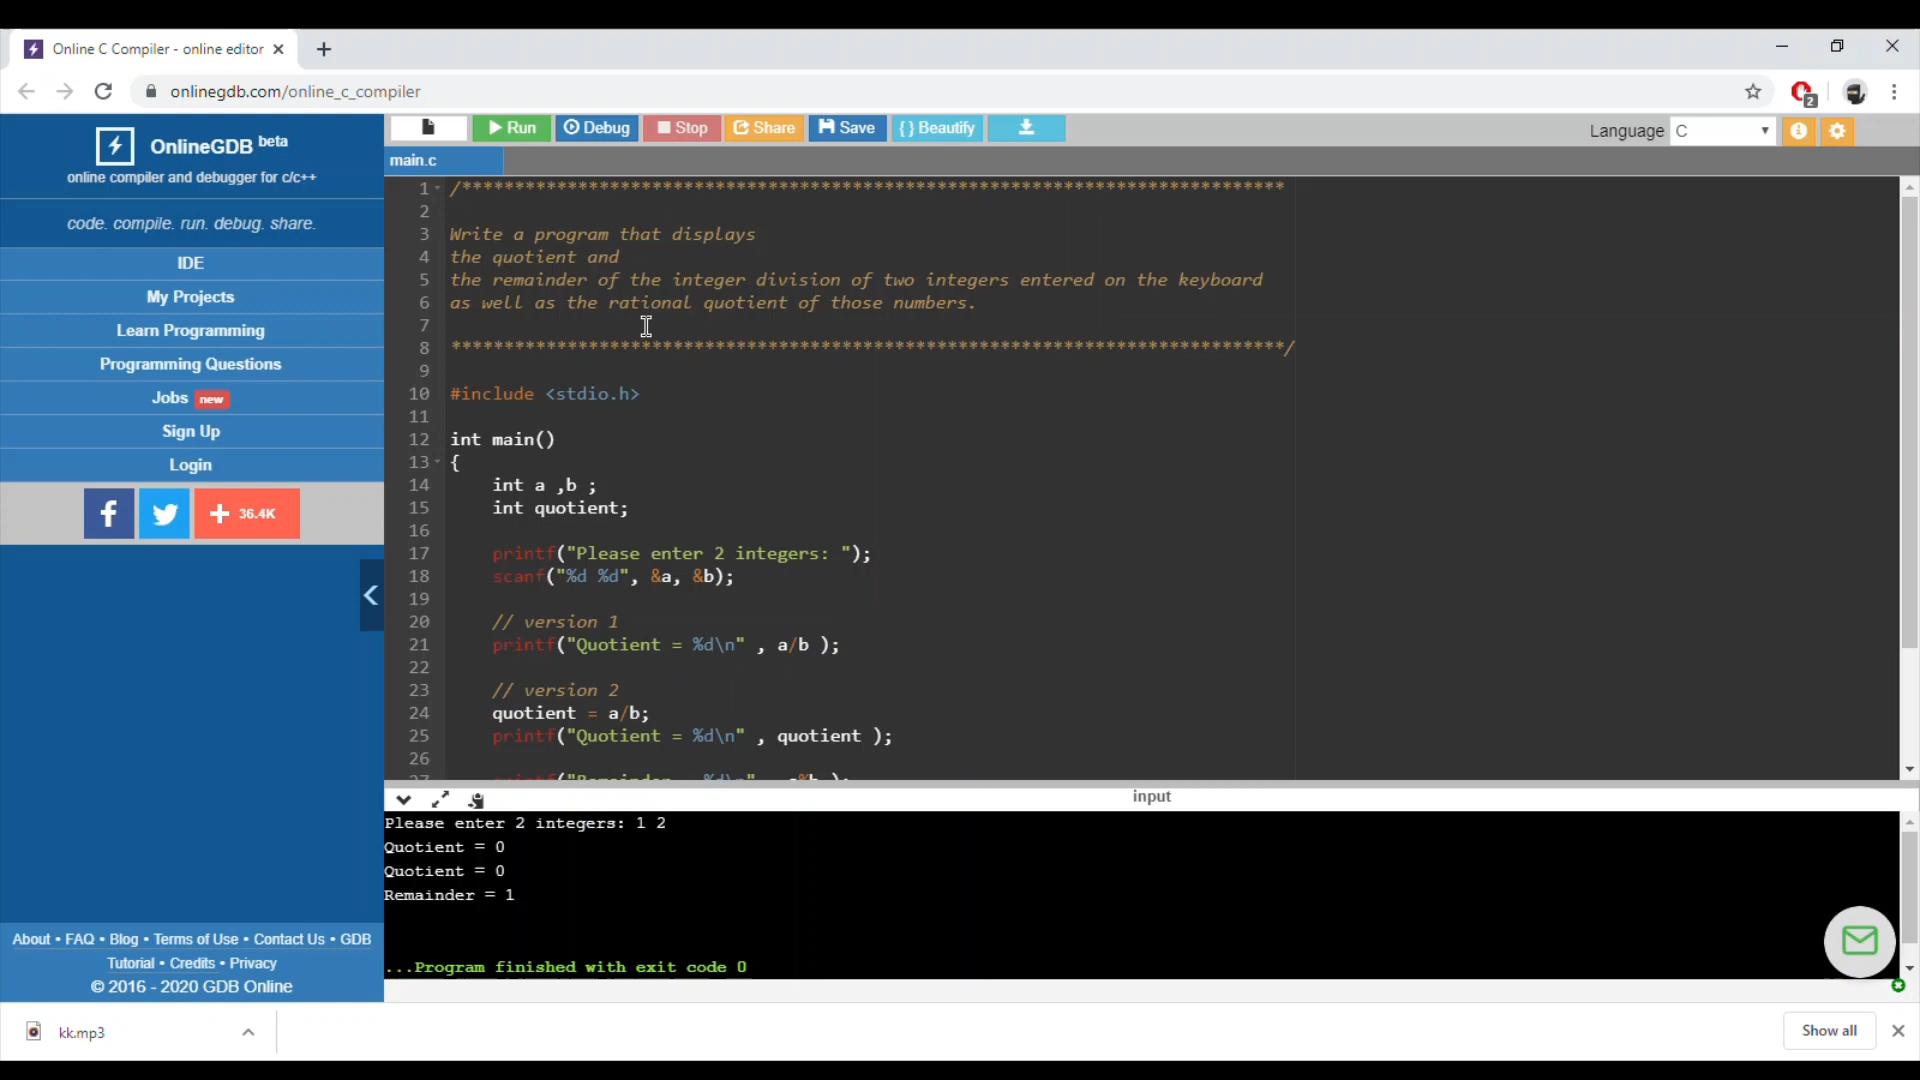 Online C Compiler - online editor
onlinegdb.com/online_c_compiler
2
OnlineGDB beta
online compiler and debugger for c/c++
code. compile. run. debug. share.
IDE
My Projects
Learn Programming
Programming Questions
Jobs new
Sign Up
Login
f
+ 36.4K
About • FAQ • Blog • Terms of Use • Contact Us • GDB
Tutorial • Credits • Privacy
© 2016 - 2020 GDB Online
Run Debug Stop Share Save { } Beautify
Language C
main.c
1 /******************************************************************************
2
3 Write a program that displays
4 the quotient and
5 the remainder of the integer division of two integers entered on the keyboard
6 as well as the rational quotient of those numbers.
7
8 *******************************************************************************/
9
10 #include <stdio.h>
11
12 int main()
13 {
14 int a ,b ;
15 int quotient;
16
17 printf("Please enter 2 integers: ");
18 scanf("%d %d", &a, &b);
19
20 // version 1
21 printf("Quotient = %d\n" , a/b );
22
23 // version 2
24 quotient = a/b;
25 printf("Quotient = %d\n" , quotient );
26
27 printf("Remainder = %d\n" , a%b );
input
Please enter 2 integers: 1 2
Quotient = 0
Quotient = 0
Remainder = 1
...Program finished with exit code 0
kk.mp3
Show all